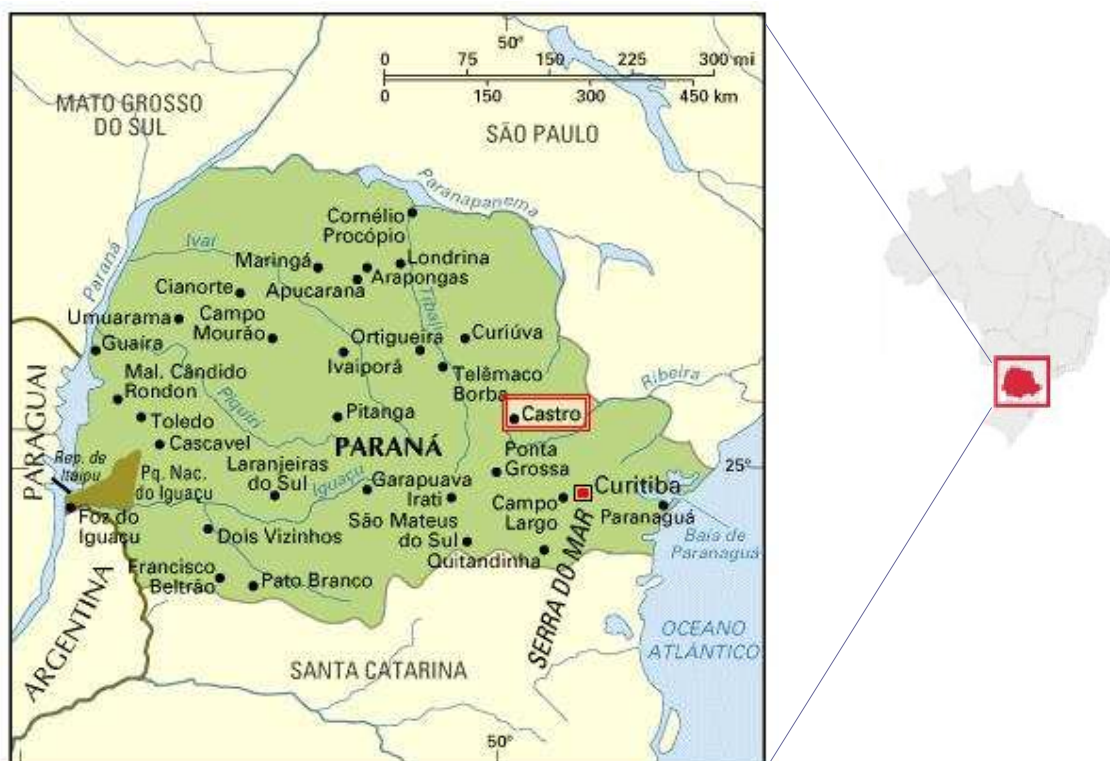 50°
0 75 150 225 300 mi
0 150 300 450 km
MATO GROSSO
DO SUL
SÃO PAULO
Paranapanema
Cornélio
Procópio
Ivaí
Paraná
Maringá
Londrina
Arapongas
Apucarana
Cianorte
Tibaji
Umuarama
Campo
Mourão
Ortigueira
Curiúva
Guaíra
Ivaiporá
Telêmaco
Borba
Ribeira
Mal. Cândido
Rondon
Piquiri
Pitanga
Castro
Toledo
PARANÁ
Cascavel
Ponta
Grossa
PARAGUAI
Rep. de
Itaipu
Pq. Nac.
do Iguaçu
Laranjeiras
do Sul
Iguaçu
Garapuava
Irati
25°
Curitiba
Campo
Largo
Paranaguá
Foz do
Iguaçu
Dois Vizinhos
São Mateus
do Sul
Quitandinha
Baía de
Paranaguá
Francisco
Beltrão
Pato Branco
SERRA DO MAR
ARGENTINA
OCEANO
ATLÁNTICO
SANTA CATARINA
50°